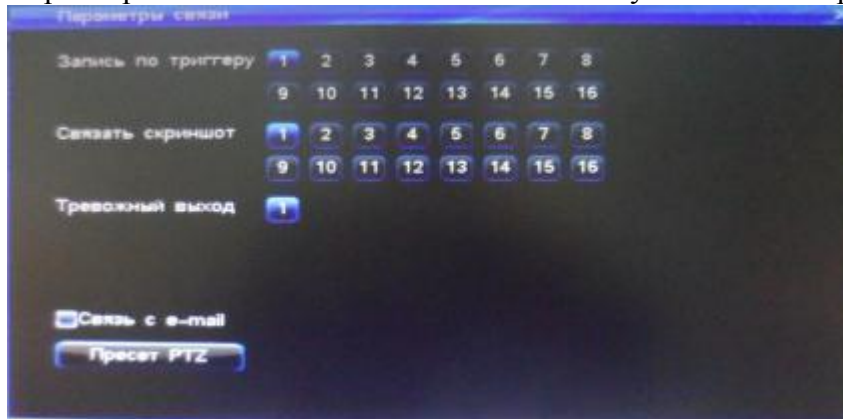 Параметры связи
Запись по триггеру 1 2 3 4 5 6 7 8
9 10 11 12 13 14 15 16
Связать скриншот 1 2 3 4 5 6 7 8
9 10 11 12 13 14 15 16
Тревожный выход 1
Связь с e-mail
Пресет PTZ